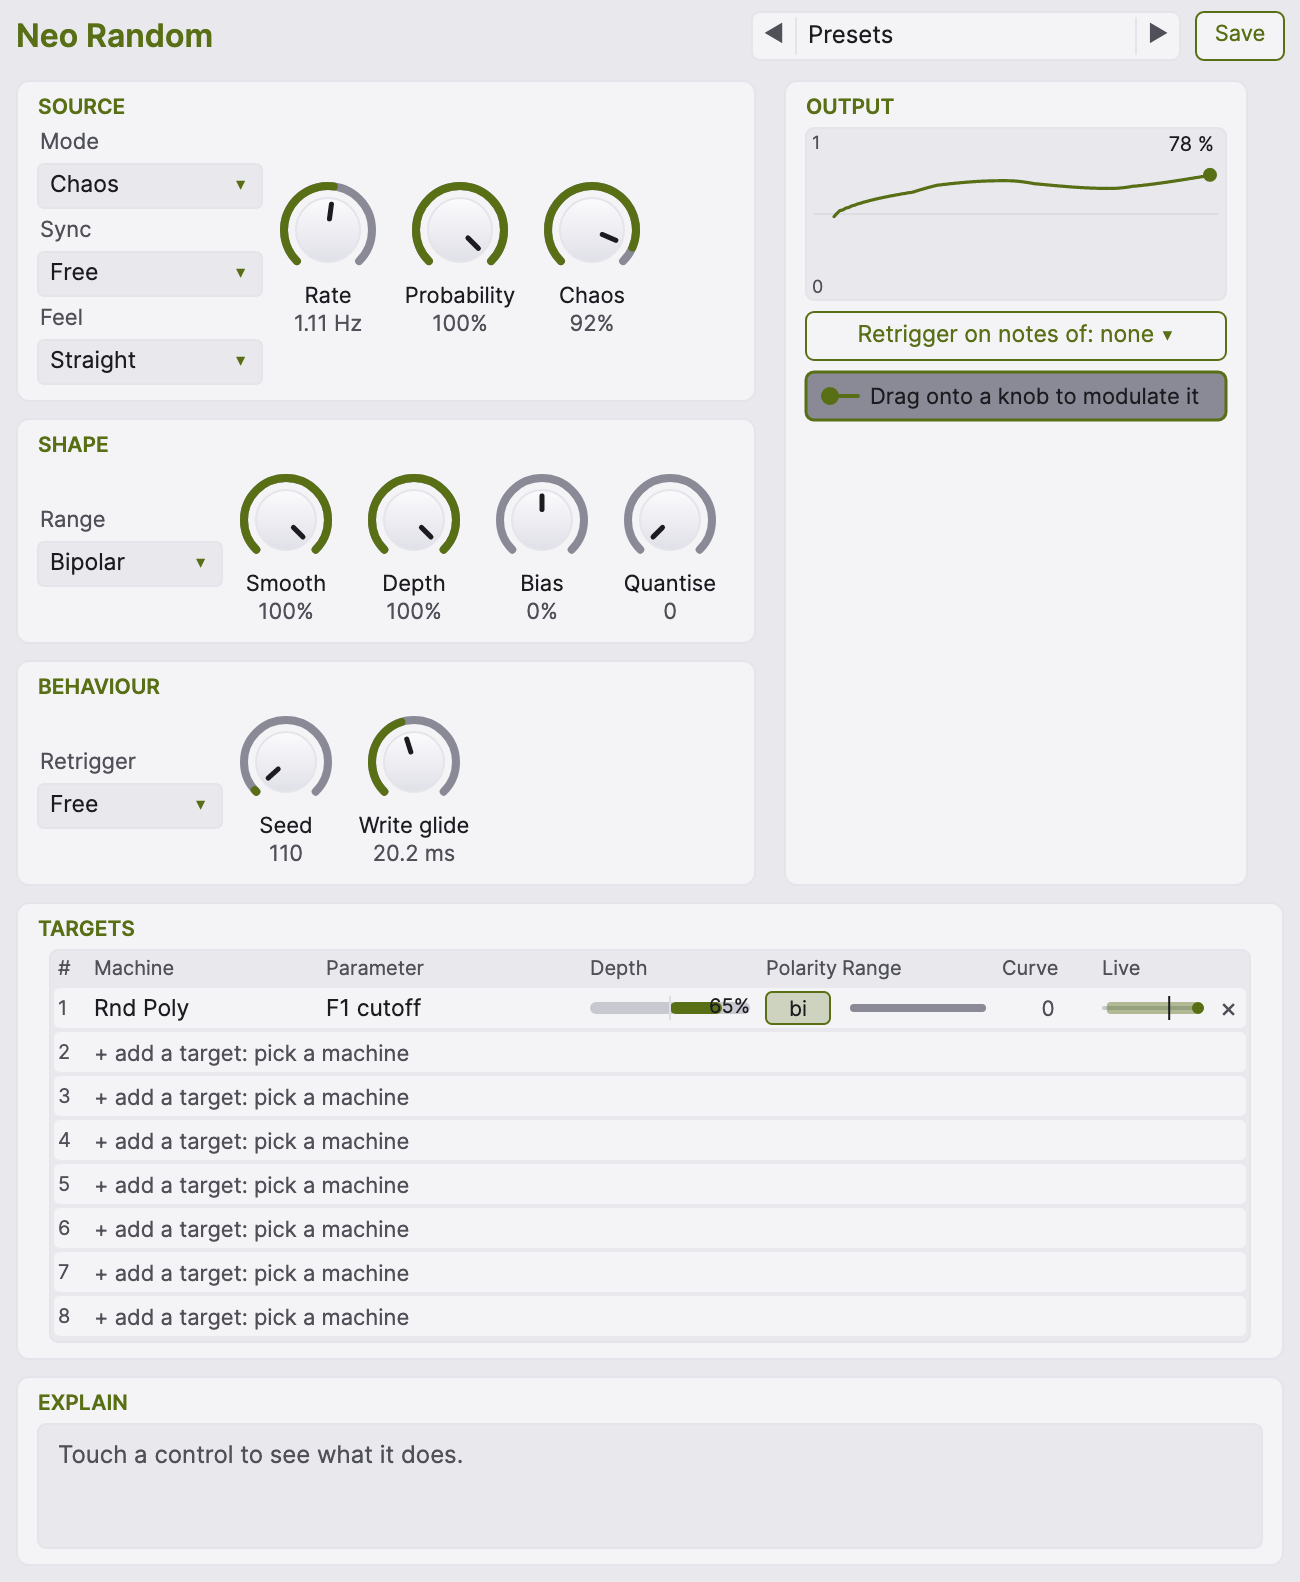 Neo Random
Presets
Save
SOURCE
Mode
Chaos
Sync
Free
Feel
Straight
Rate
1.11 Hz
Probability
100%
Chaos
92%
OUTPUT
1
78 %
0
Retrigger on notes of: none
Drag onto a knob to modulate it
SHAPE
Range
Bipolar
Smooth
100%
Depth
100%
Bias
0%
Quantise
0
BEHAVIOUR
Retrigger
Free
Seed
110
Write glide
20.2 ms
TARGETS
# Machine Parameter Depth Polarity Range Curve Live
1 Rnd Poly F1 cutoff 65% bi 0 ×
2 + add a target: pick a machine
3 + add a target: pick a machine
4 + add a target: pick a machine
5 + add a target: pick a machine
6 + add a target: pick a machine
7 + add a target: pick a machine
8 + add a target: pick a machine
EXPLAIN
Touch a control to see what it does.